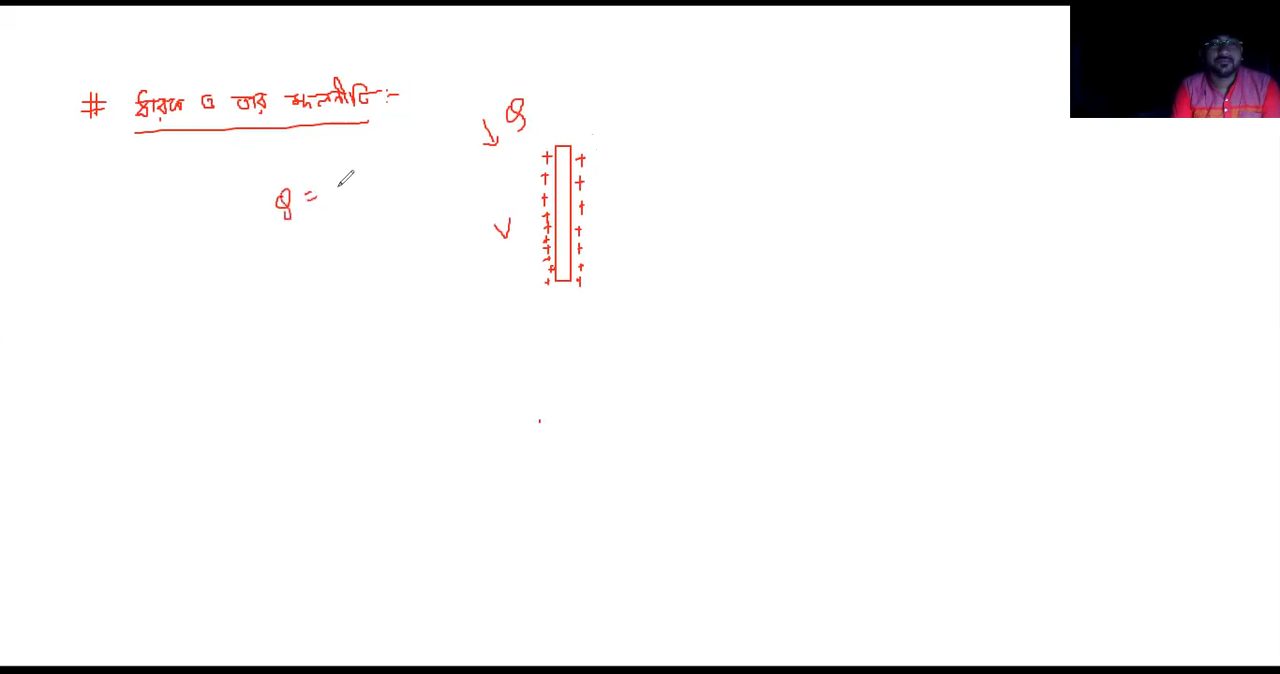 # ধারক ও তার মূলনীতি :-
Q
Q =
V